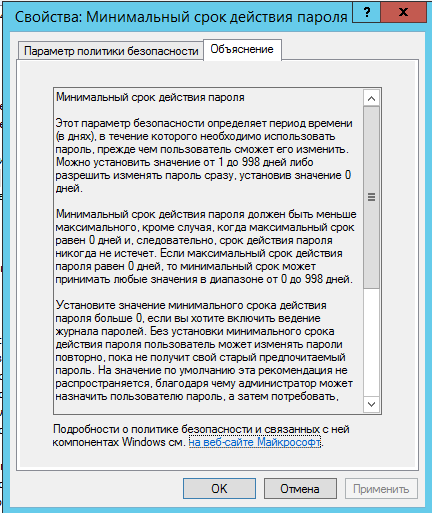 Свойства: Минимальный срок действия пароля ? x
Параметр политики безопасности Объяснение
Минимальный срок действия пароля
Этот параметр безопасности определяет период времени
(в днях), в течение которого необходимо использовать
пароль, прежде чем пользователь сможет его изменить.
Можно установить значение от 1 до 998 дней либо
разрешить изменять пароль сразу, установив значение 0
дней.
Минимальный срок действия пароля должен быть меньше
максимального, кроме случая, когда максимальный срок
равен 0 дней и, следовательно, срок действия пароля
никогда не истечет. Если максимальный срок действия
пароля равен 0 дней, то минимальный срок может
принимать любые значения в диапазоне от 0 до 998 дней.
Установите значение минимального срока действия
пароля больше 0, если вы хотите включить ведение
журнала паролей. Без установки минимального срока
действия пароля пользователь может изменять пароли
повторно, пока не получит свой старый предпочитаемый
пароль. На значение по умолчанию эта рекомендация не
распространяется, благодаря чему администратор может
назначить пользователю пароль, а затем потребовать,
Подробности о политике безопасности и связанных с ней
компонентах Windows см. на веб-сайте Майкрософт.
OK Отмена Применить